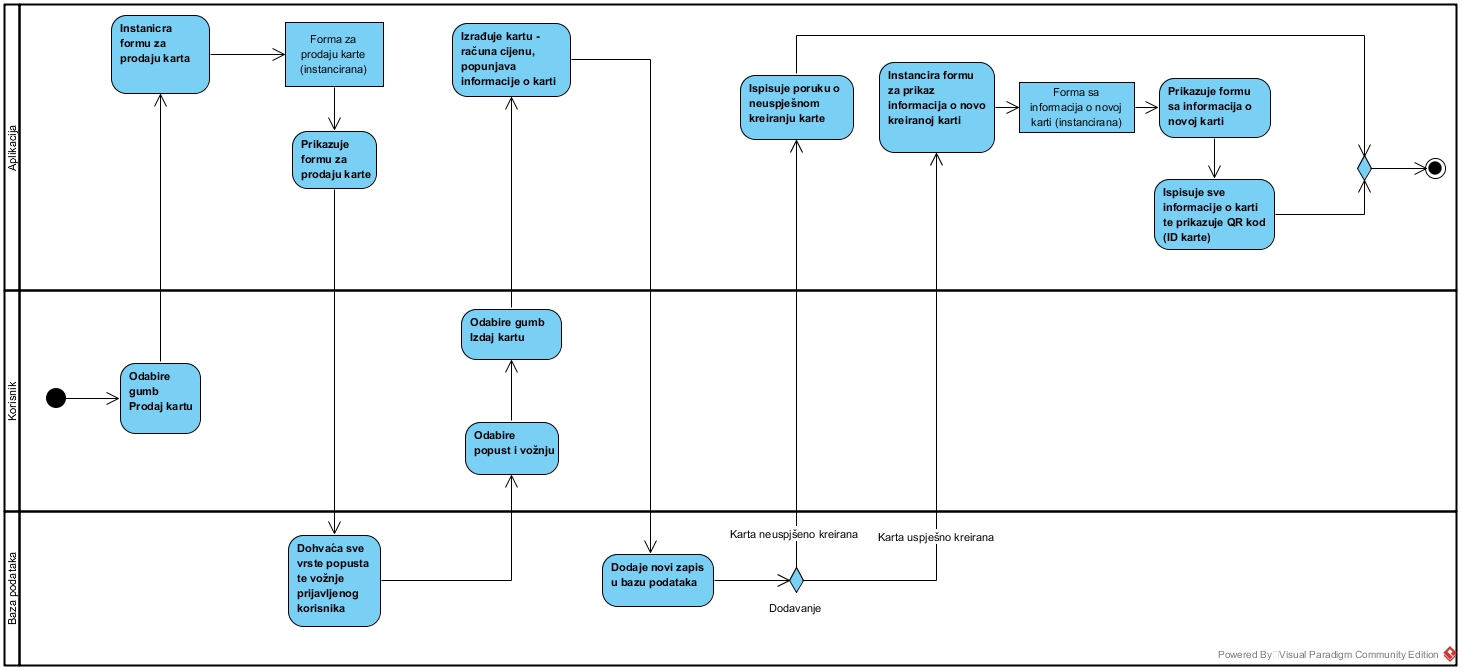 Aplikacija
Instanicra
formu za
prodaju karta
Forma za
prodaju karte
(instancirana)
Prikazuje
formu za
prodaju karte
Izrađuje kartu -
računa cijenu,
popunjava
informacije o karti
Ispisuje poruku o
neuspješnom
kreiranju karte
Instancira formu
za prikaz
informacija o novo
kreiranoj karti
Forma sa
informacija o novoj
karti (instancirana)
Prikazuje formu
sa informacija o
novoj karti
Ispisuje sve
informacije o karti
te prikazuje QR kod
(ID karte)
Korisnik
Odabire
gumb
Prodaj kartu
Odabire gumb
Izdaj kartu
Odabire
popust i vožnju
Baza podataka
Dohvaća sve
vrste popusta
te vožnje
prijavljenog
korisnika
Dodaje novi zapis
u bazu podataka
Karta neuspjšeno kreirana
Karta uspješno kreirana
Dodavanje
Powered By Visual Paradigm Community Edition